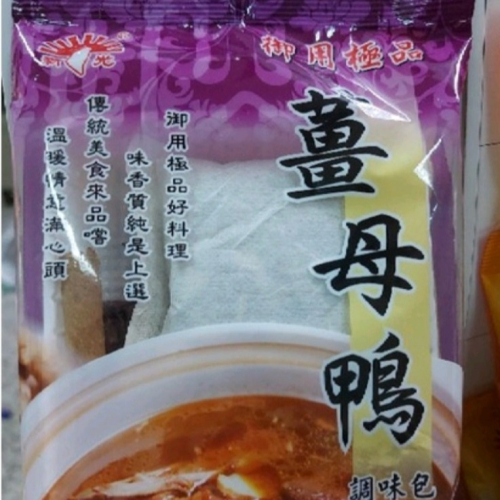 新光
御用極品
薑母鴨
調味包
御用極品好料理
味香質純是上選
傳統美食來品嚐
溫暖情意滿心頭